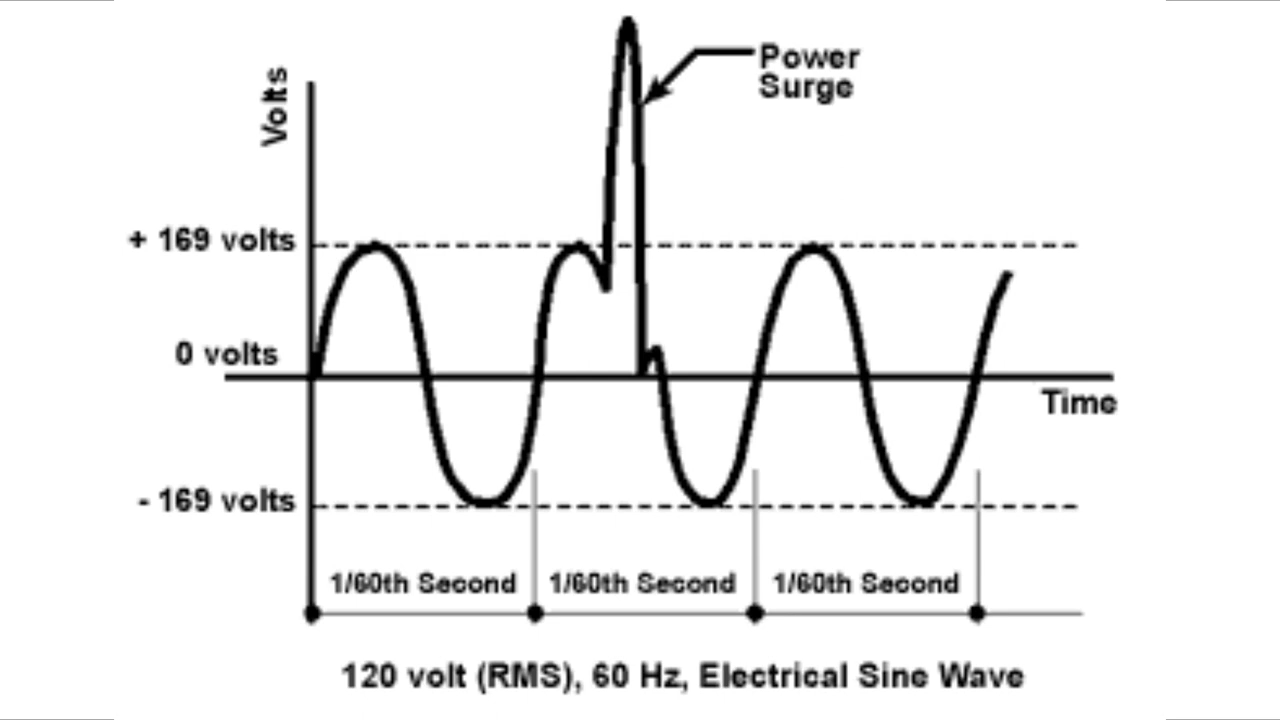 Volts
Power
Surge
+ 169 volts
0 volts
Time
- 169 volts
1/60th Second 1/60th Second 1/60th Second
120 volt (RMS), 60 Hz, Electrical Sine Wave